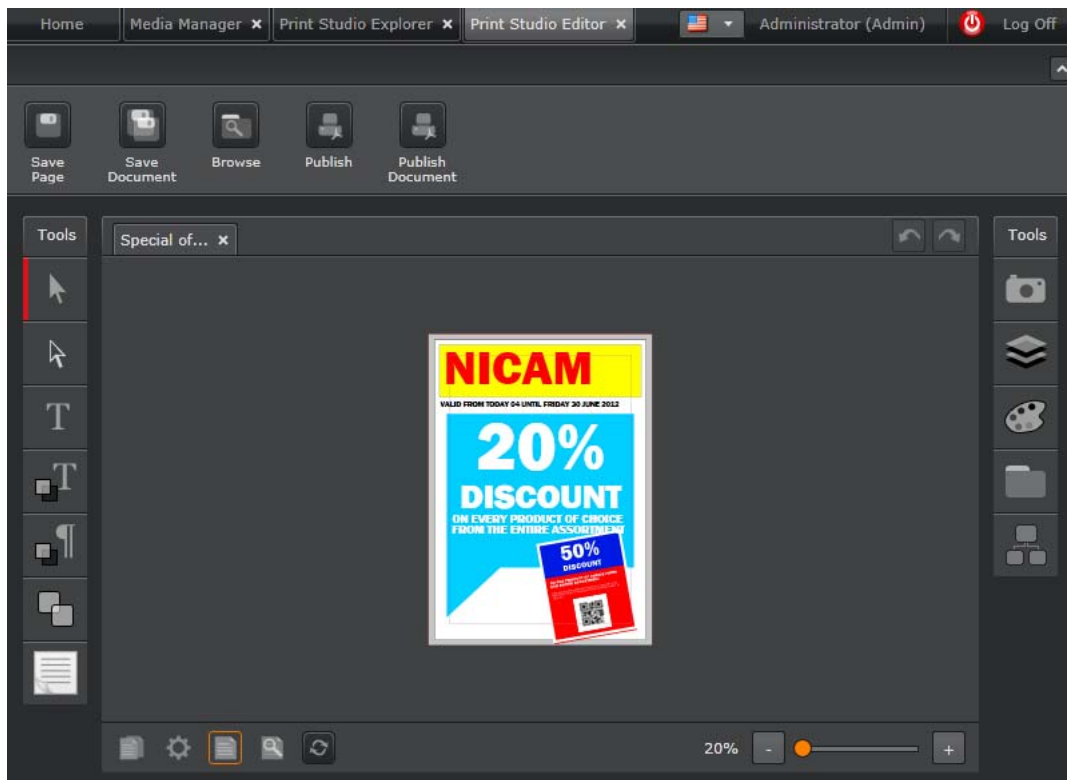 Home
Media Manager
Print Studio Explorer
Print Studio Editor
Administrator (Admin)
Log Off
Save
Page
Save
Document
Browse
Publish
Publish
Document
Tools
Special of...
Tools
T
T
NICAM
VALID FROM TODAY 04 UNTIL FRIDAY 30 JUNE 2012
20%
DISCOUNT
ON EVERY PRODUCT OF CHOICE
FROM THE ENTIRE ASSORTMENT
50%
DISCOUNT
20%
-
+